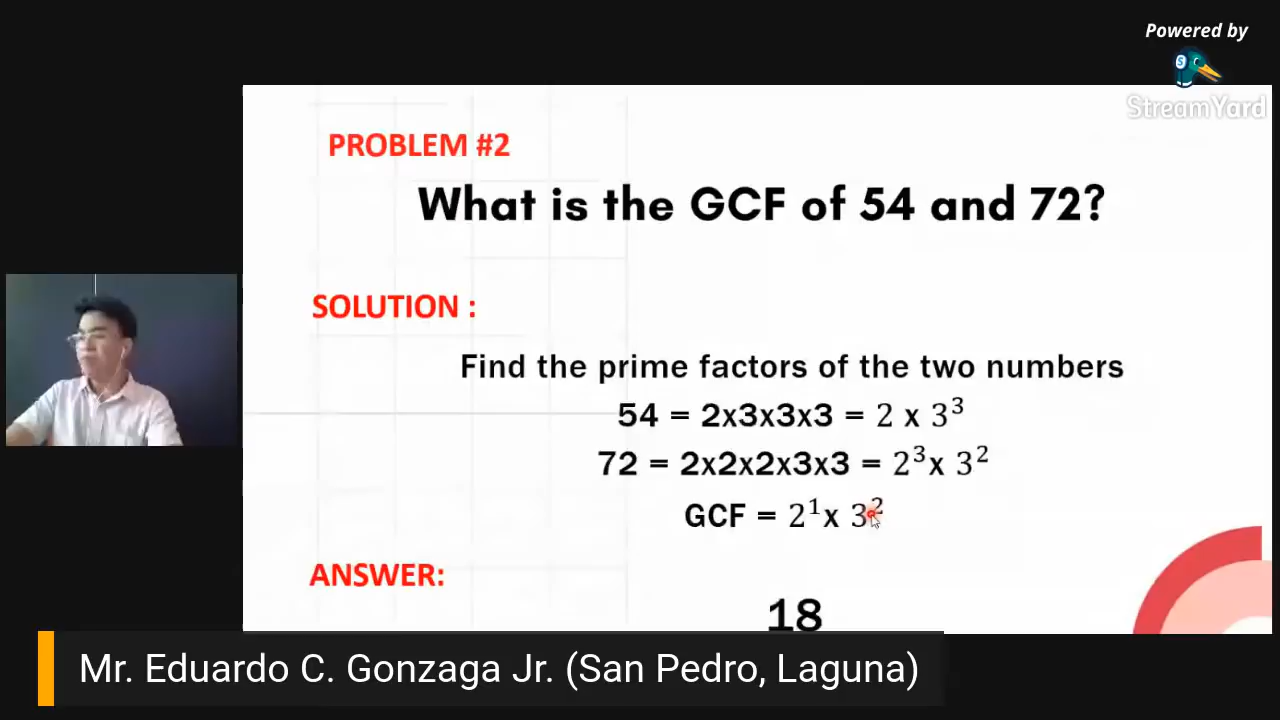 Powered by
StreamYard
PROBLEM #2
What is the GCF of 54 and 72?
SOLUTION :
Find the prime factors of the two numbers
54 = 2x3x3x3 = 2 x 3³
72 = 2x2x2x3x3 = 2³x 3²
GCF = 2¹x 3²
ANSWER:
18
Mr. Eduardo C. Gonzaga Jr. (San Pedro, Laguna)